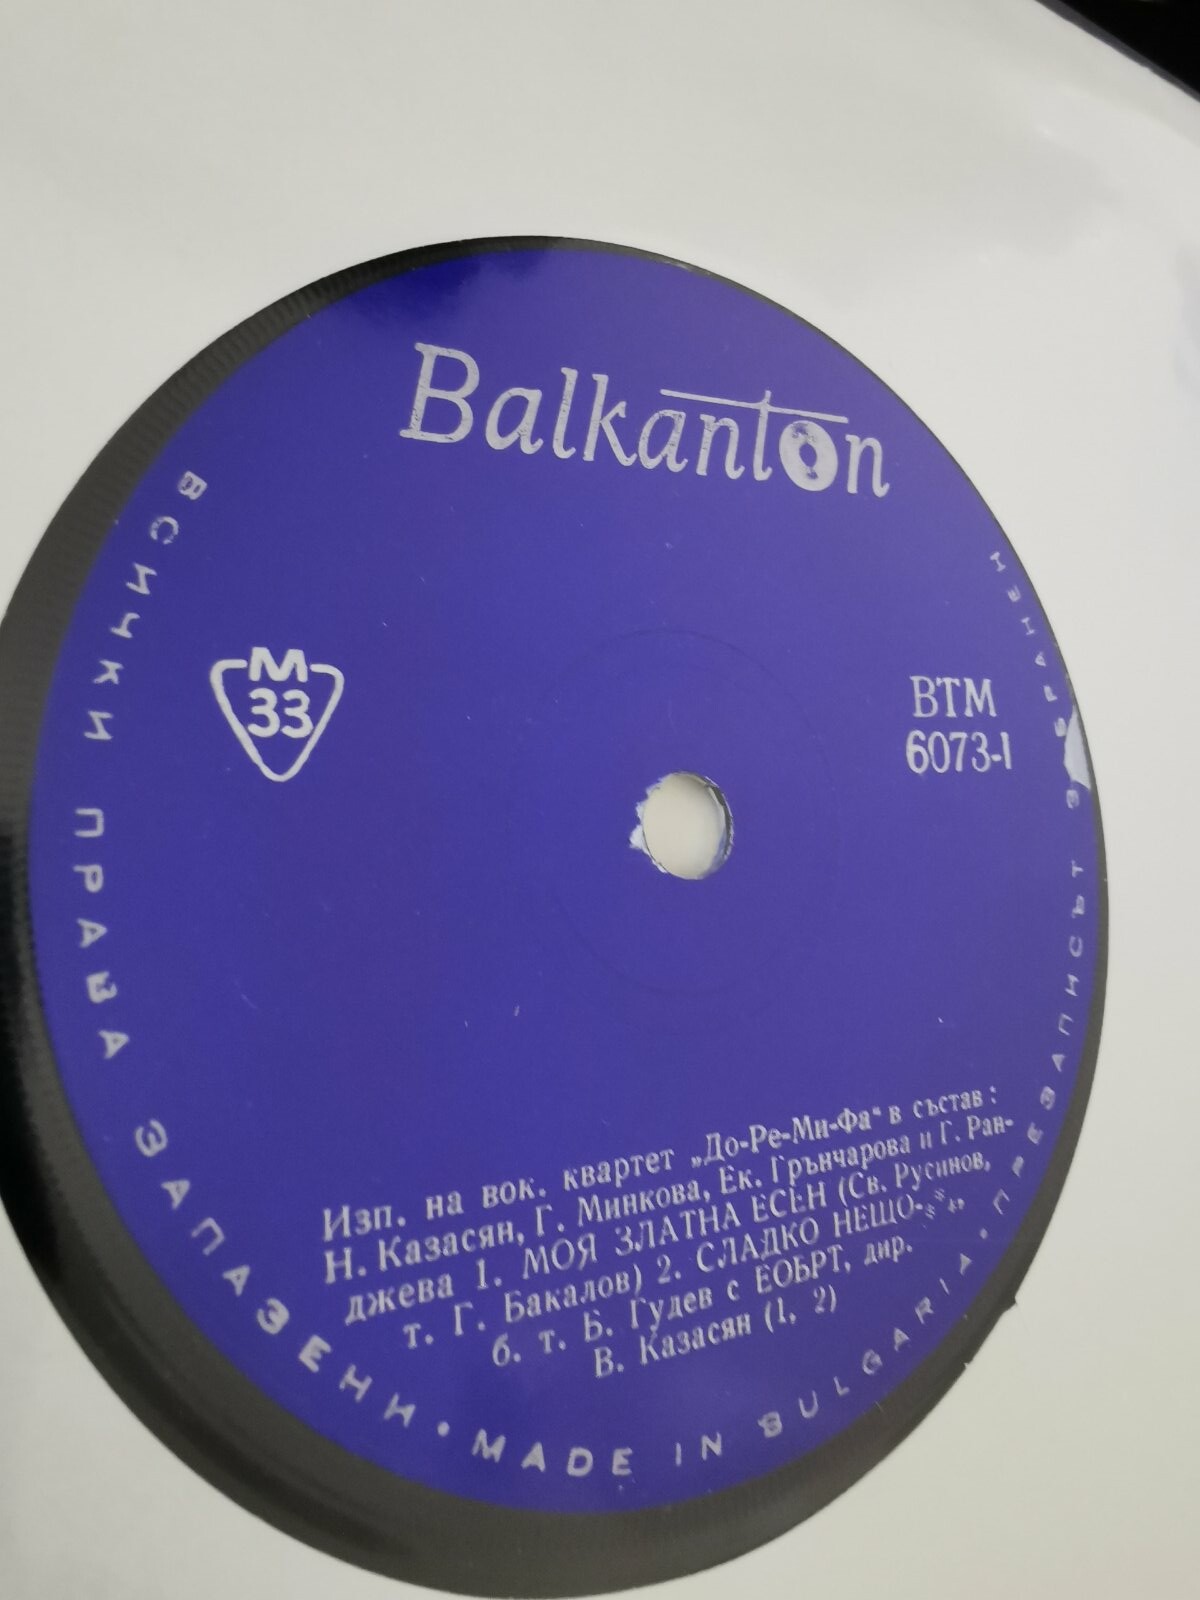 Balkanton
М
33
ВТМ
6073-1
Изп. на вок. квартет „До-Ре-Ми-Фа“ в състав :
Н. Казасян, Г. Минкова, Ек. Грънчарова и Г. Ран-
джева 1. МОЯ ЗЛАТНА ЕСЕН (Св. Русинов,
т. Г. Бакалов) 2. СЛАДКО НЕЩО-
б. т. Б. Гудев с ЕОБРТ, дир.
В. Казасян (1, 2)
ВСИЧКИ ПРАВА ЗАПАЗЕНИ • MADE IN BULGARIA • ПРЕЗАПИСЪТ ЗАБРАНЕН